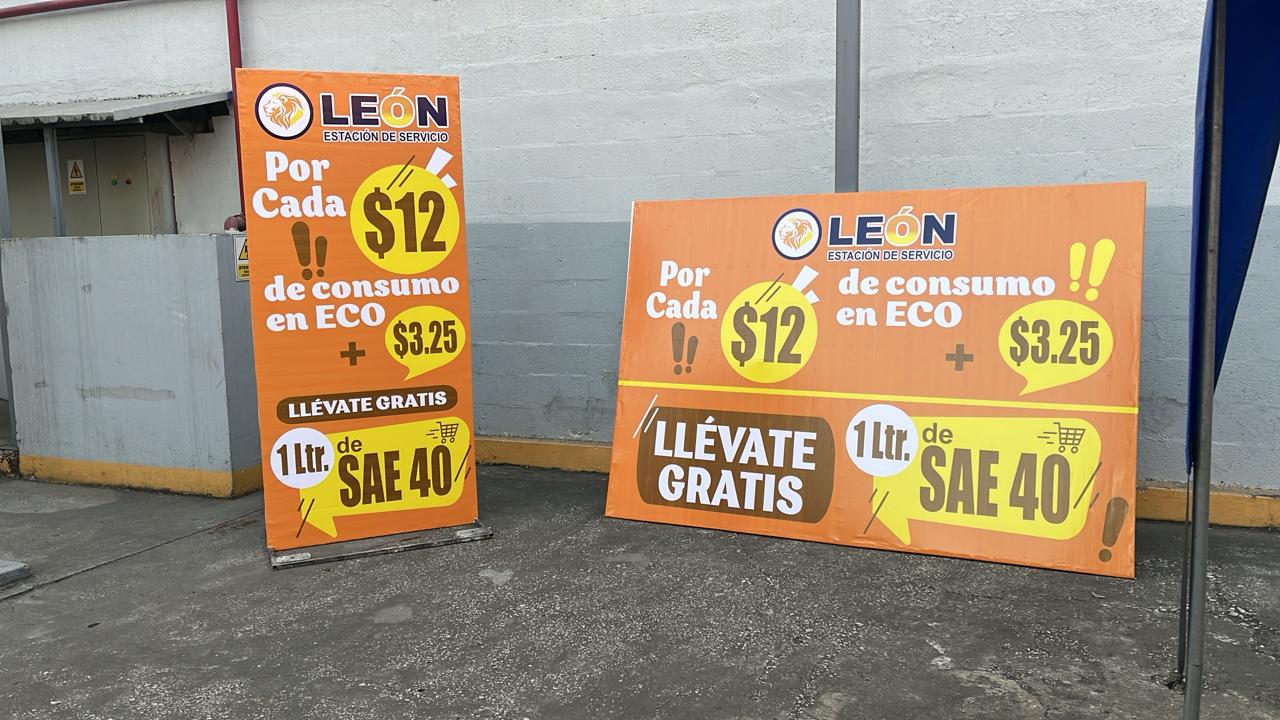 LEÓN
ESTACIÓN DE SERVICIO
Por
Cada
$12
!!
de consumo
en ECO
+
$3.25
LLÉVATE GRATIS
1 Ltr.
de
SAE 40
LEÓN
ESTACIÓN DE SERVICIO
Por
Cada
!!
$12
de consumo
en ECO
!!
+
$3.25
LLÉVATE
GRATIS
1 Ltr.
de
SAE 40
!